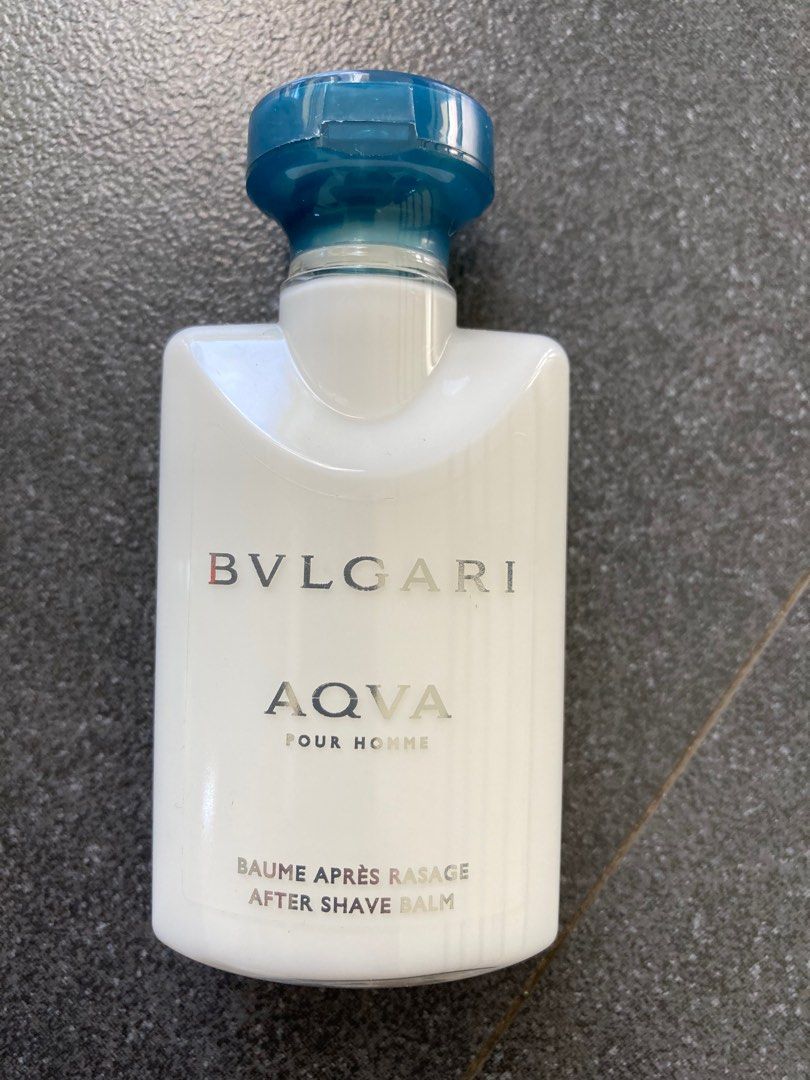 BVLGARI
AQVA
POUR HOMME
BAUME APRÈS RASAGE
AFTER SHAVE BALM